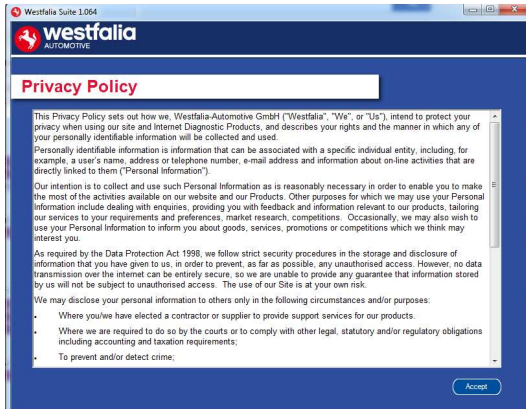 Westfalia Suite 1.064
westfalia
AUTOMOTIVE
Privacy Policy
This Privacy Policy sets out how we, Westfalia-Automotive GmbH ("Westfalia", "We", or "Us"), intend to protect your
privacy when using our site and Internet Diagnostic Products, and describes your rights and the manner in which any of
your personally identifiable information will be collected and used.
Personally identifiable information is information that can be associated with a specific individual entity, including, for
example, a user's name, address or telephone number, e-mail address and information about on-line activities that are
directly linked to them ("Personal Information").
Our intention is to collect and use such Personal Information as is reasonably necessary in order to enable you to make
the most of the activities available on our website and our Products. Other purposes for which we may use your Personal
Information include dealing with enquiries, providing you with feedback and information relevant to our products, tailoring
our services to your requirements and preferences, market research, competitions. Occasionally, we may also wish to
use your Personal Information to inform you about goods, services, promotions or competitions which we think may
interest you.
As required by the Data Protection Act 1998, we follow strict security procedures in the storage and disclosure of
information that you have given to us, in order to prevent, as far as possible, any unauthorised access. However, no data
transmission over the internet can be entirely secure, so we are unable to provide any guarantee that information stored
by us will not be subject to unauthorised access. The use of our Site is at your own risk.
We may disclose your personal information to others only in the following circumstances and/or purposes:
• Where you/we have elected a contractor or supplier to provide support services for our products.
• Where we are required to do so by the courts or to comply with other legal, statutory and/or regulatory obligations
including accounting and taxation requirements;
• To prevent and/or detect crime;
Accept